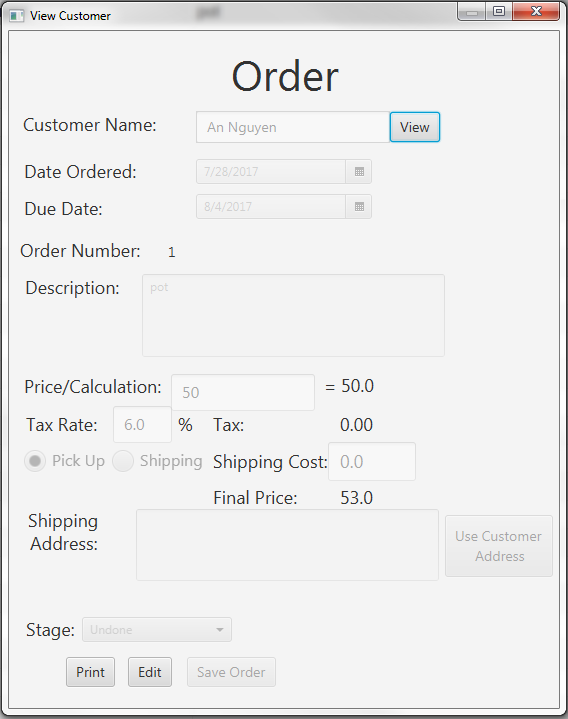 View Customer
Order
Customer Name: An Nguyen View
Date Ordered: 7/28/2017
Due Date: 8/4/2017
Order Number: 1
Description: pot
Price/Calculation: 50 = 50.0
Tax Rate: 6.0 % Tax: 0.00
Pick Up Shipping Shipping Cost: 0.0
Final Price: 53.0
Shipping
Address:
Use Customer
Address
Stage: Undone
Print Edit Save Order